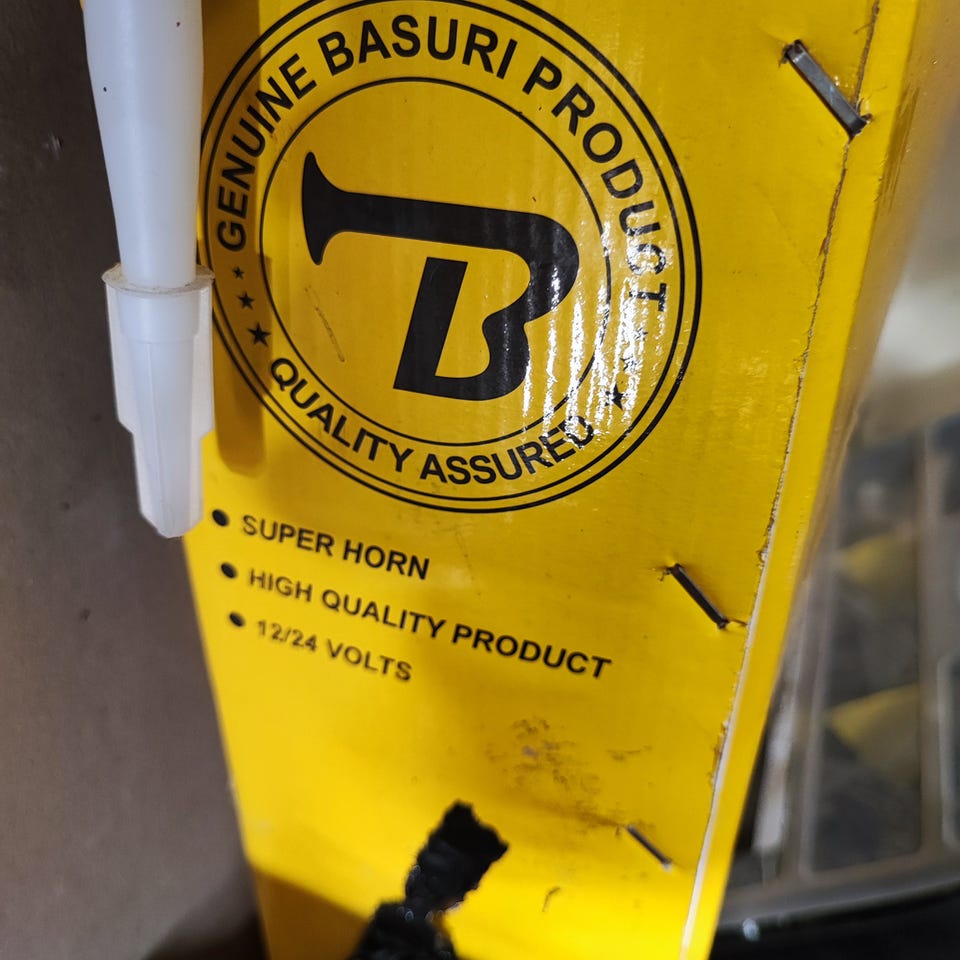 GENUINE BASURI PRODUCT
B
QUALITY ASSURED
SUPER HORN
HIGH QUALITY PRODUCT
12/24 VOLTS